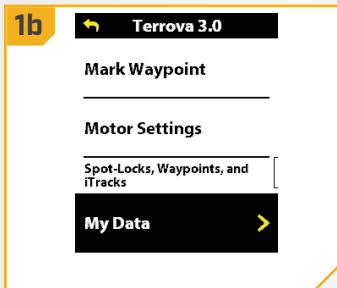 1b
Terrova 3.0
Mark Waypoint
Motor Settings
Spot-Locks, Waypoints, and
iTracks
My Data